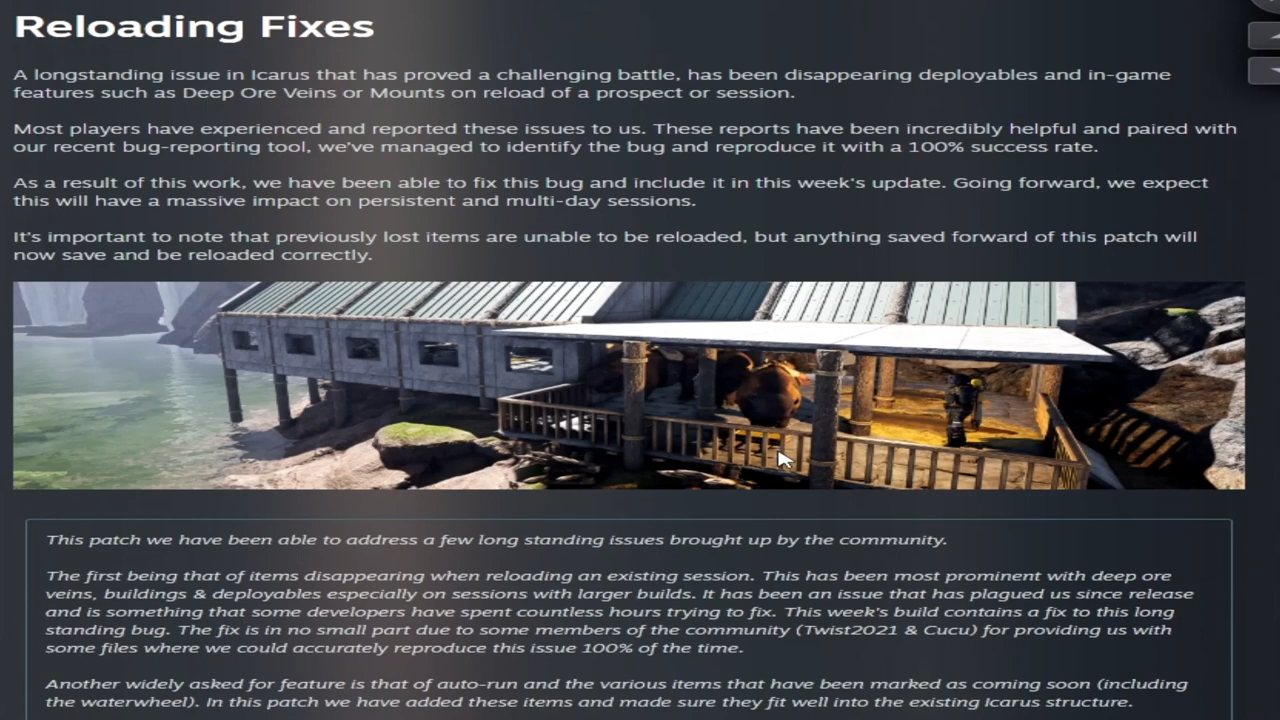 Reloading Fixes
A longstanding issue in Icarus that has proved a challenging battle, has been disappearing deployables and in-game
features such as Deep Ore Veins or Mounts on reload of a prospect or session.
Most players have experienced and reported these issues to us. These reports have been incredibly helpful and paired with
our recent bug-reporting tool, we've managed to identify the bug and reproduce it with a 100% success rate.
As a result of this work, we have been able to fix this bug and include it in this week's update. Going forward, we expect
this will have a massive impact on persistent and multi-day sessions.
It's important to note that previously lost items are unable to be reloaded, but anything saved forward of this patch will
now save and be reloaded correctly.
This patch we have been able to address a few long standing issues brought up by the community.
The first being that of items disappearing when reloading an existing session. This has been most prominent with deep ore
veins, buildings & deployables especially on sessions with larger builds. It has been an issue that has plagued us since release
and is something that some developers have spent countless hours trying to fix. This week's build contains a fix to this long
standing bug. The fix is in no small part due to some members of the community (Twist2021 & Cucu) for providing us with
some files where we could accurately reproduce this issue 100% of the time.
Another widely asked for feature is that of auto-run and the various items that have been marked as coming soon (including
the waterwheel). In this patch we have added these items and made sure they fit well into the existing Icarus structure.